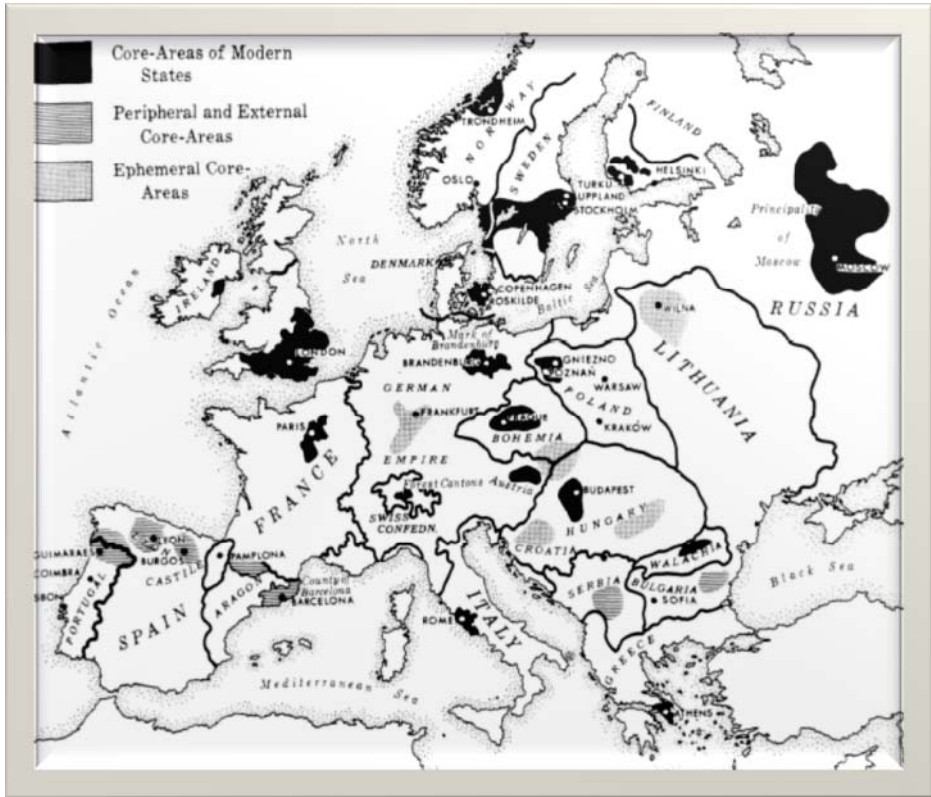 Core-Areas of Modern
States
Peripheral and External
Core-Areas
Ephemeral Core-
Areas
NORWAY
TRONDHEIM
SWEDEN
FINLAND
OSLO
HELSINKI
TURKU
UPPLAND
STOCKHOLM
Principality
of
Moscow
MOSCOW
RUSSIA
North
Sea
DENMARK
COPENHAGEN
ROSKILDE
Baltic Sea
IRELAND
Atlantic Ocean
LONDON
Mark of
Brandenburg
BRANDENBURG
GNIEZNO
POZNAŃ
WARSAW
POLAND
KRAKÓW
WILNA
LITHUANIA
GERMAN
EMPIRE
FRANKFURT
PRAGUE
BOHEMIA
PARIS
FRANCE
Forest Cantons
Austria
SWISS
CONFEDN.
BUDAPEST
HUNGARY
CROATIA
WALACHIA
SERBIA
BULGARIA
SOFIA
Black Sea
GUIMARAES
COIMBRA
SBON
PORTUGAL
LEON
BURGOS
CASTILE
PAMPLONA
ARAGON
County of
Barcelona
BARCELONA
SPAIN
ROME
ITALY
GREECE
ATHENS
Mediterranean Sea